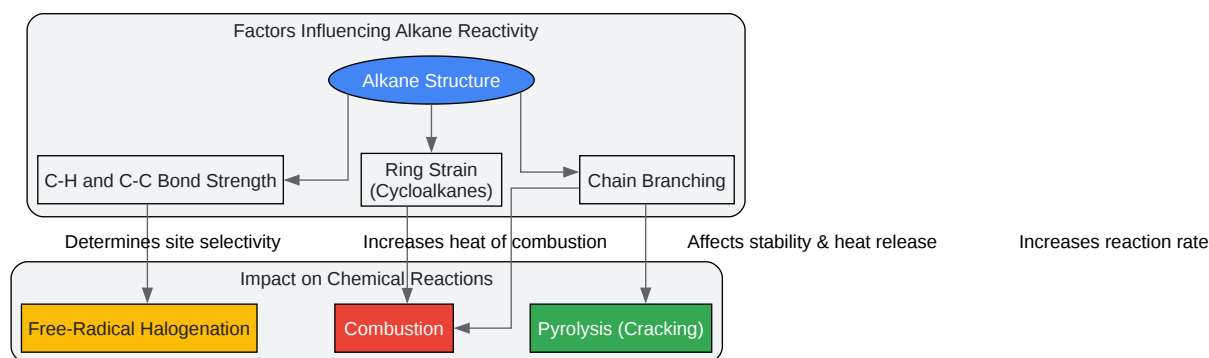 Factors Influencing Alkane Reactivity
Alkane Structure
C-H and C-C Bond Strength
Ring Strain
(Cycloalkanes)
Chain Branching
Determines site selectivity
Increases heat of combustion
Affects stability & heat release
Increases reaction rate
Impact on Chemical Reactions
Free-Radical Halogenation
Combustion
Pyrolysis (Cracking)